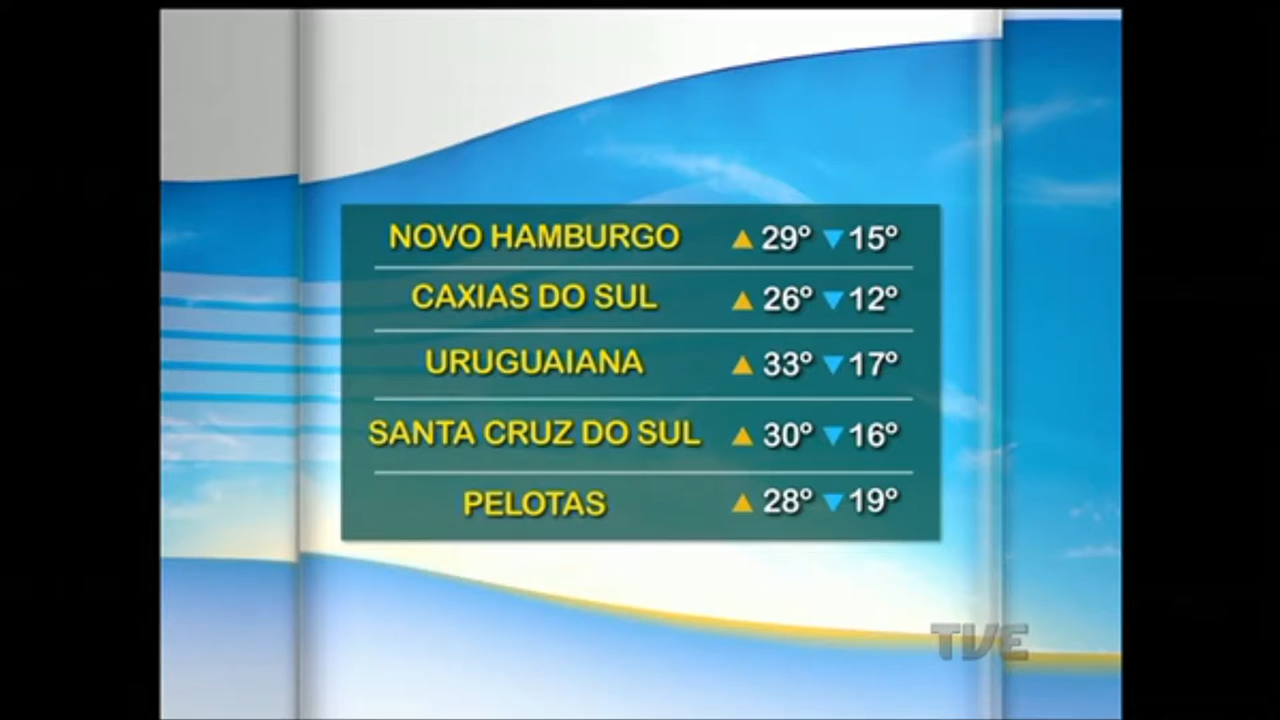 NOVO HAMBURGO ▲ 29º ▼ 15º
CAXIAS DO SUL ▲ 26º ▼ 12º
URUGUAIANA ▲ 33º ▼ 17º
SANTA CRUZ DO SUL ▲ 30º ▼ 16º
PELOTAS ▲ 28º ▼ 19º
TVE